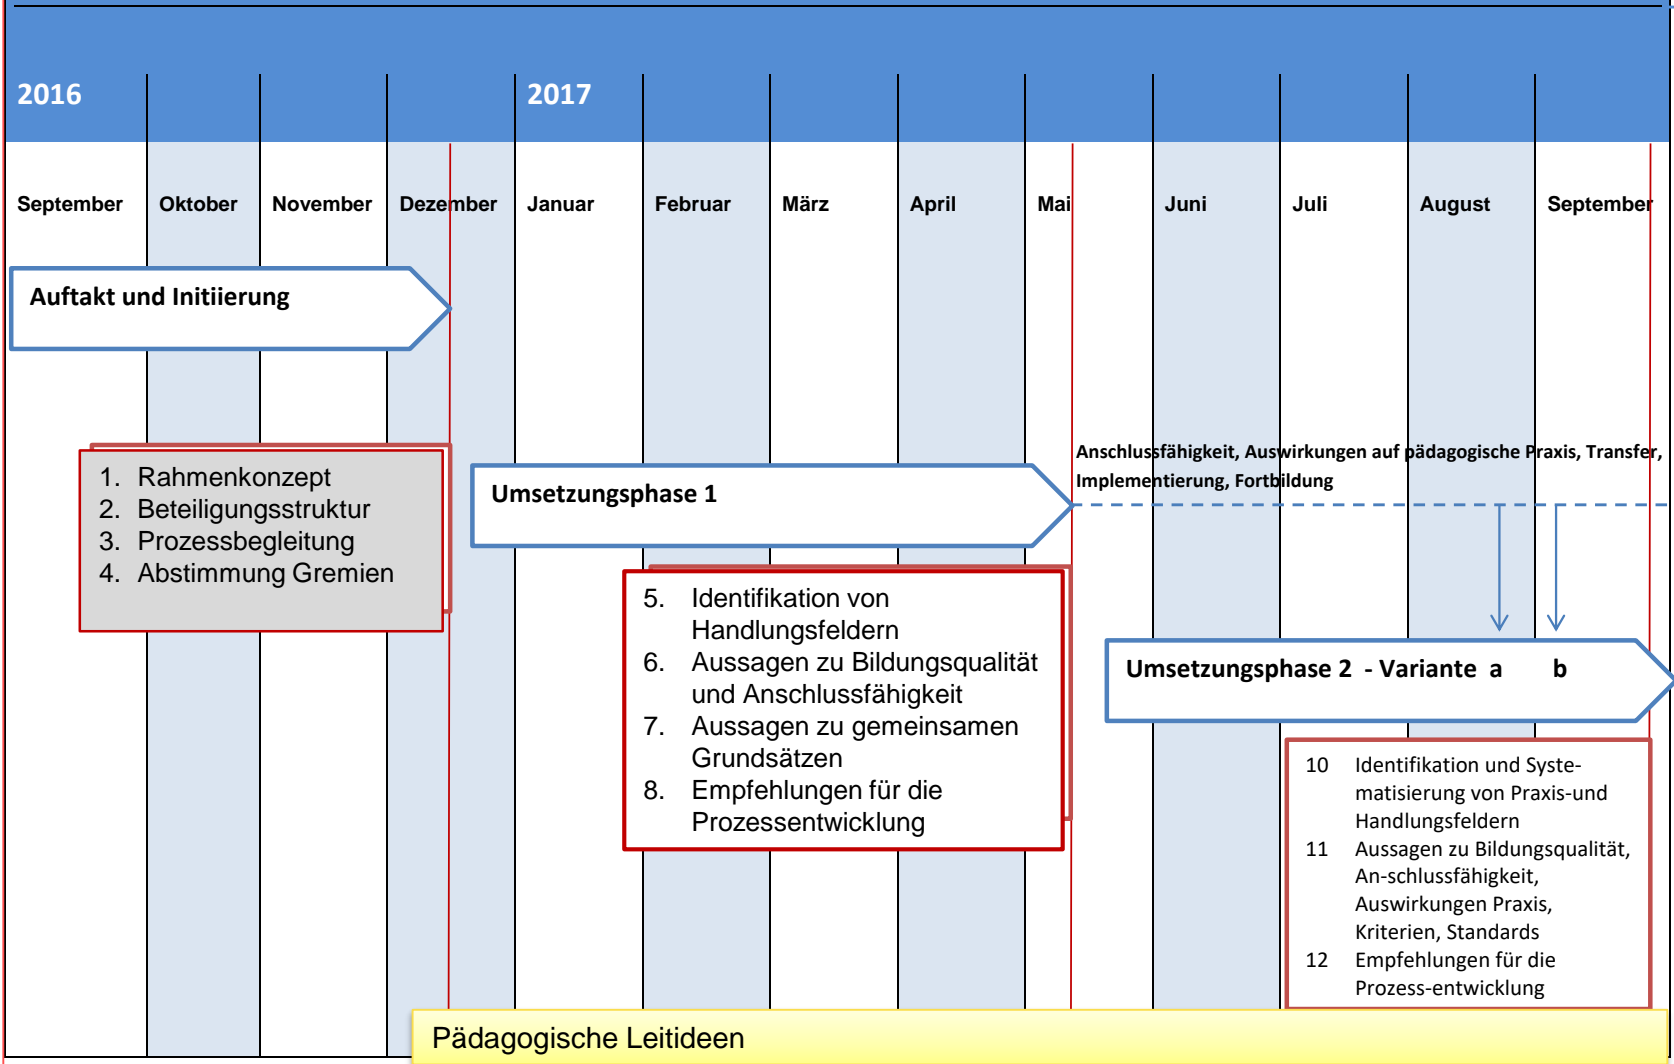 2016 2017
September Oktober November Dezember Januar Februar März April Mai Juni Juli August September
Auftakt und Initiierung
1. Rahmenkonzept
2. Beteiligungsstruktur
3. Prozessbegleitung
4. Abstimmung Gremien
Umsetzungsphase 1
Anschlussfähigkeit, Auswirkungen auf pädagogische Praxis, Transfer,
Implementierung, Fortbildung
5. Identifikation von
Handlungsfeldern
6. Aussagen zu Bildungsqualität
und Anschlussfähigkeit
7. Aussagen zu gemeinsamen
Grundsätzen
8. Empfehlungen für die
Prozessentwicklung
Umsetzungsphase 2 - Variante a b
10 Identifikation und Syste-
matisierung von Praxis-und
Handlungsfeldern
11 Aussagen zu Bildungsqualität,
An-schlussfähigkeit,
Auswirkungen Praxis,
Kriterien, Standards
12 Empfehlungen für die
Prozess-entwicklung
Pädagogische Leitideen